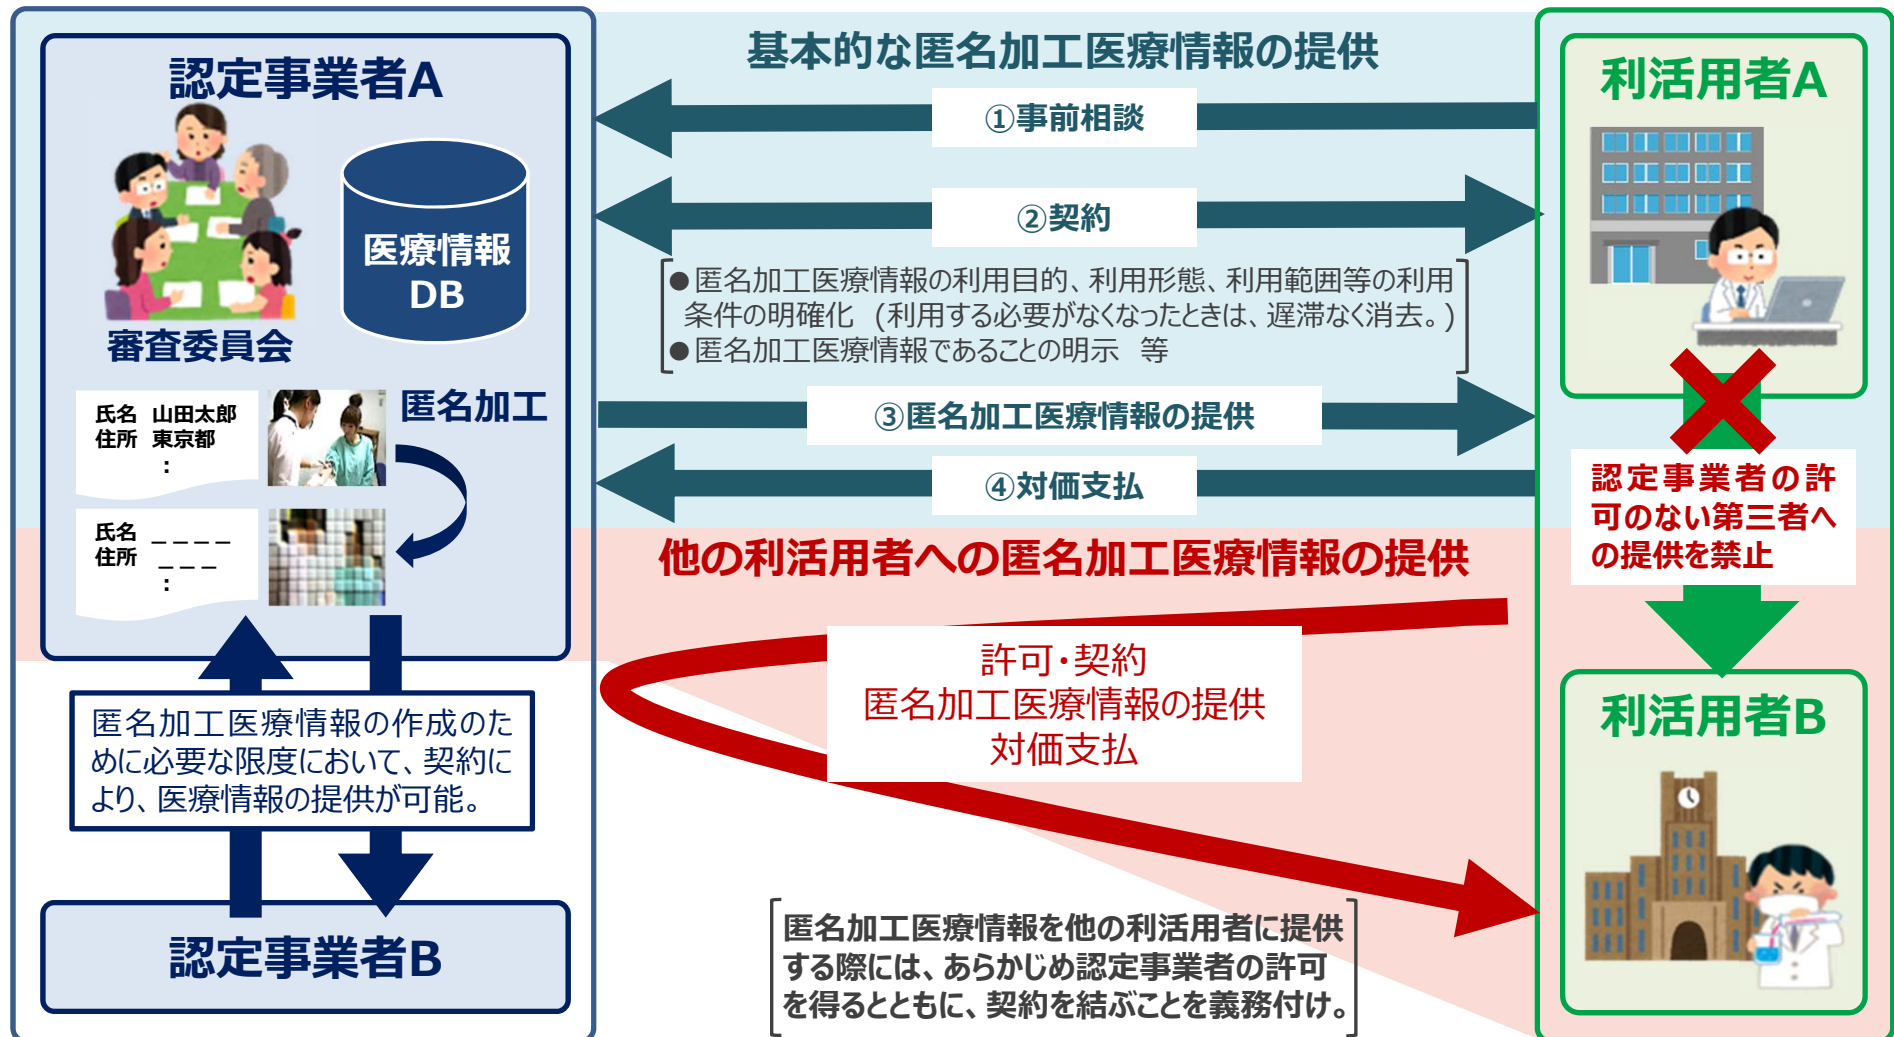 認定事業者A
医療情報
DB
審査委員会
匿名加工
氏名 山田太郎
住所 東京都
:
氏名 _ _ _ _
住所 _ _ _
:
匿名加工医療情報の作成のた
めに必要な限度において、契約に
より、医療情報の提供が可能。
認定事業者B
基本的な匿名加工医療情報の提供
①事前相談
②契約
●匿名加工医療情報の利用目的、利用形態、利用範囲等の利用
条件の明確化 (利用する必要がなくなったときは、遅滞なく消去。)
●匿名加工医療情報であることの明示 等
③匿名加工医療情報の提供
④対価支払
他の利活用者への匿名加工医療情報の提供
許可・契約
匿名加工医療情報の提供
対価支払
匿名加工医療情報を他の利活用者に提供
する際には、あらかじめ認定事業者の許可
を得るとともに、契約を結ぶことを義務付け。
利活用者A
認定事業者の許
可のない第三者へ
の提供を禁止
利活用者B